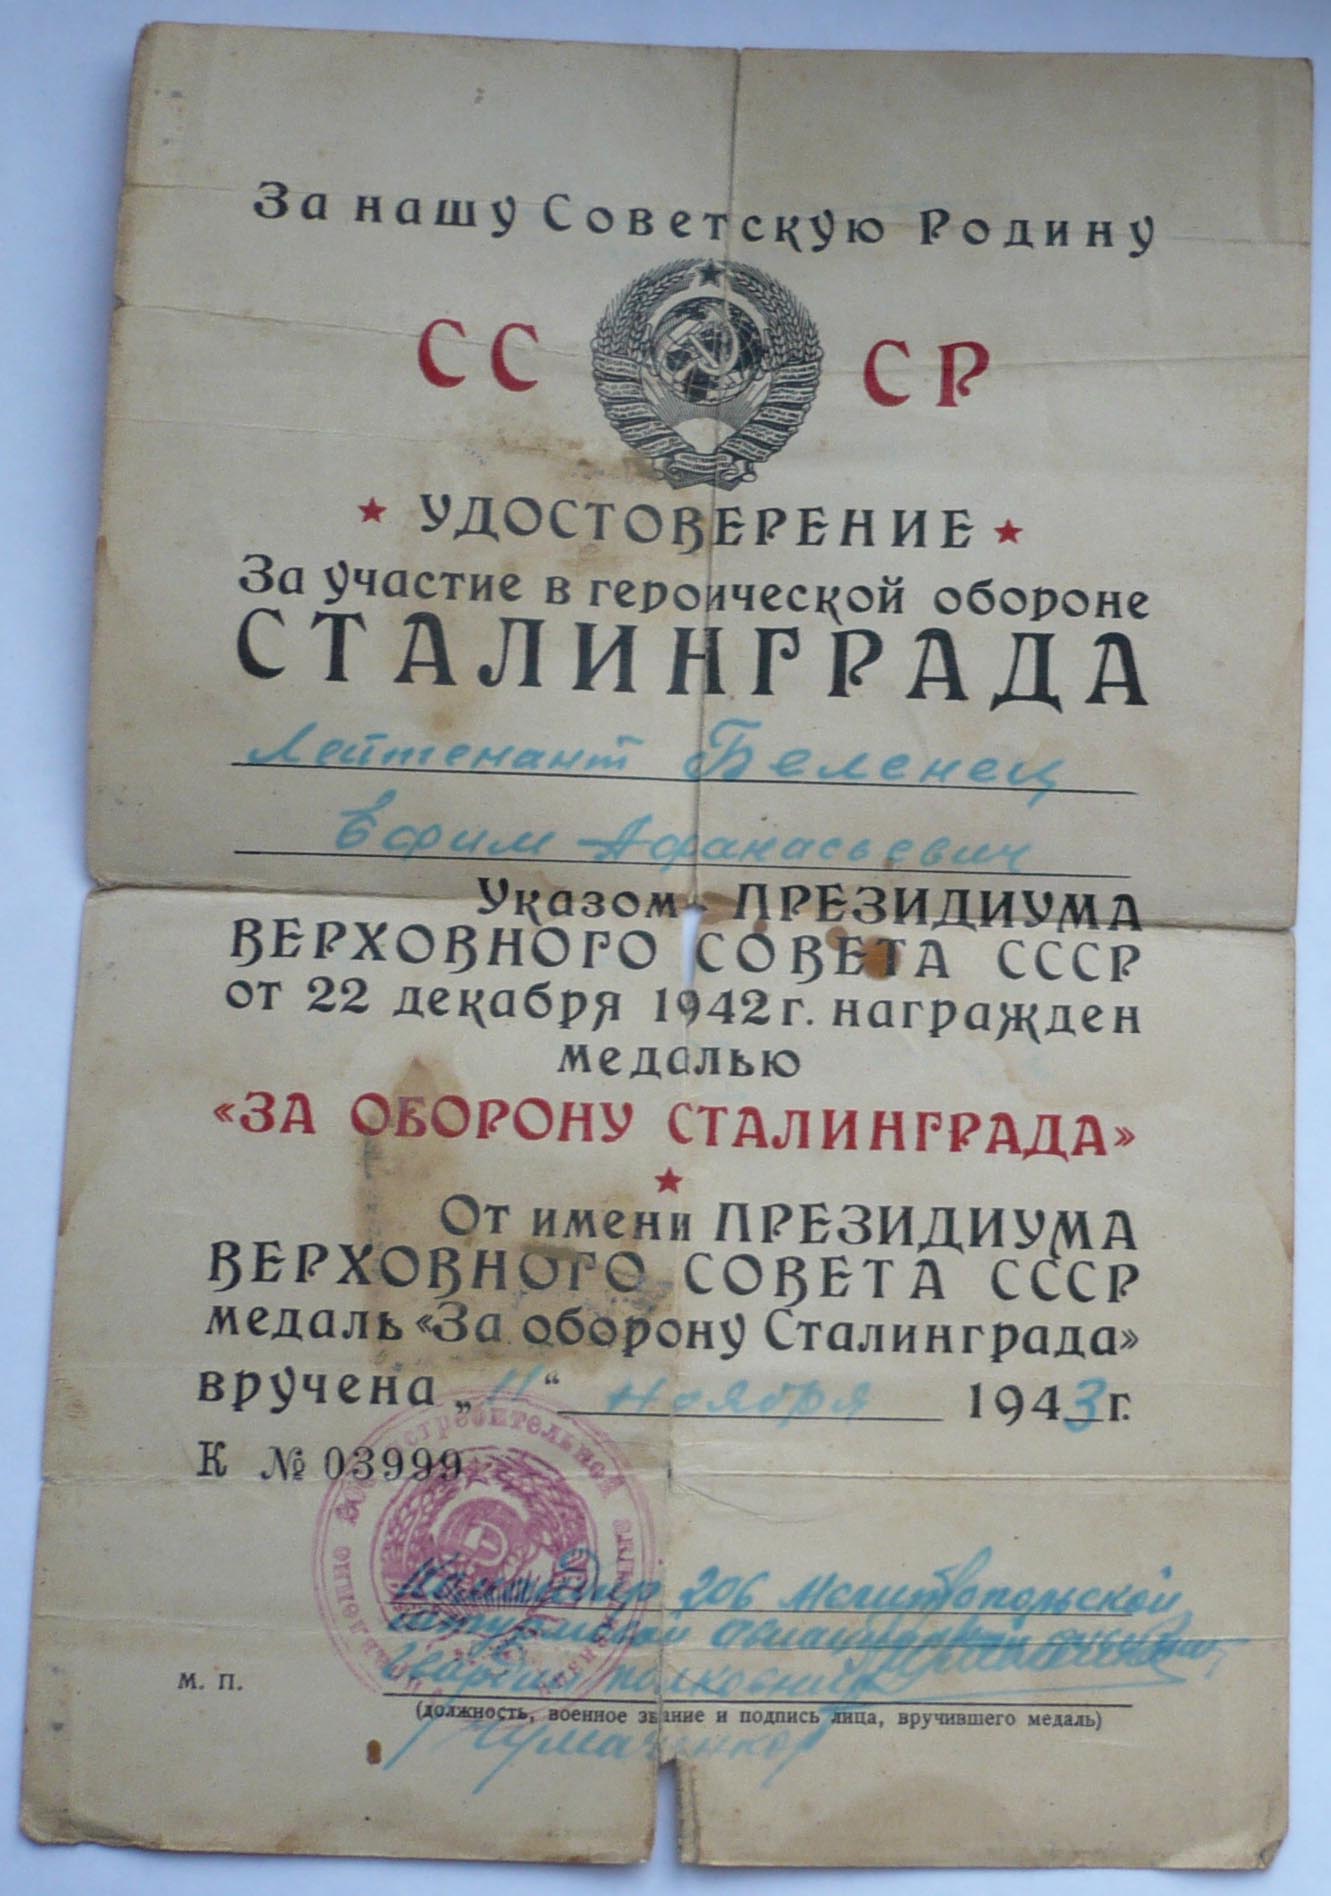 За нашу Советскую Родину
СС СР
УДОСТОВЕРЕНИЕ
За участие в героической обороне
СТАЛИНГРАДА
Лейтенант Беленец
Ефим Афанасьевич
Указом ПРЕЗИДИУМА
ВЕРХОВНОГО СОВЕТА СССР
от 22 декабря 1942 г. награжден
медалью
«ЗА ОБОРОНУ СТАЛИНГРАДА»
От имени ПРЕЗИДИУМА
ВЕРХОВНОГО СОВЕТА СССР
медаль «За оборону Сталинграда»
вручена „11“ ноября 1943 г.
К № 03999
Командир 206 Мелитопольской
штурмовой
Гвардии полковник
М. П.
(должность, военное звание и подпись лица, вручившего медаль)